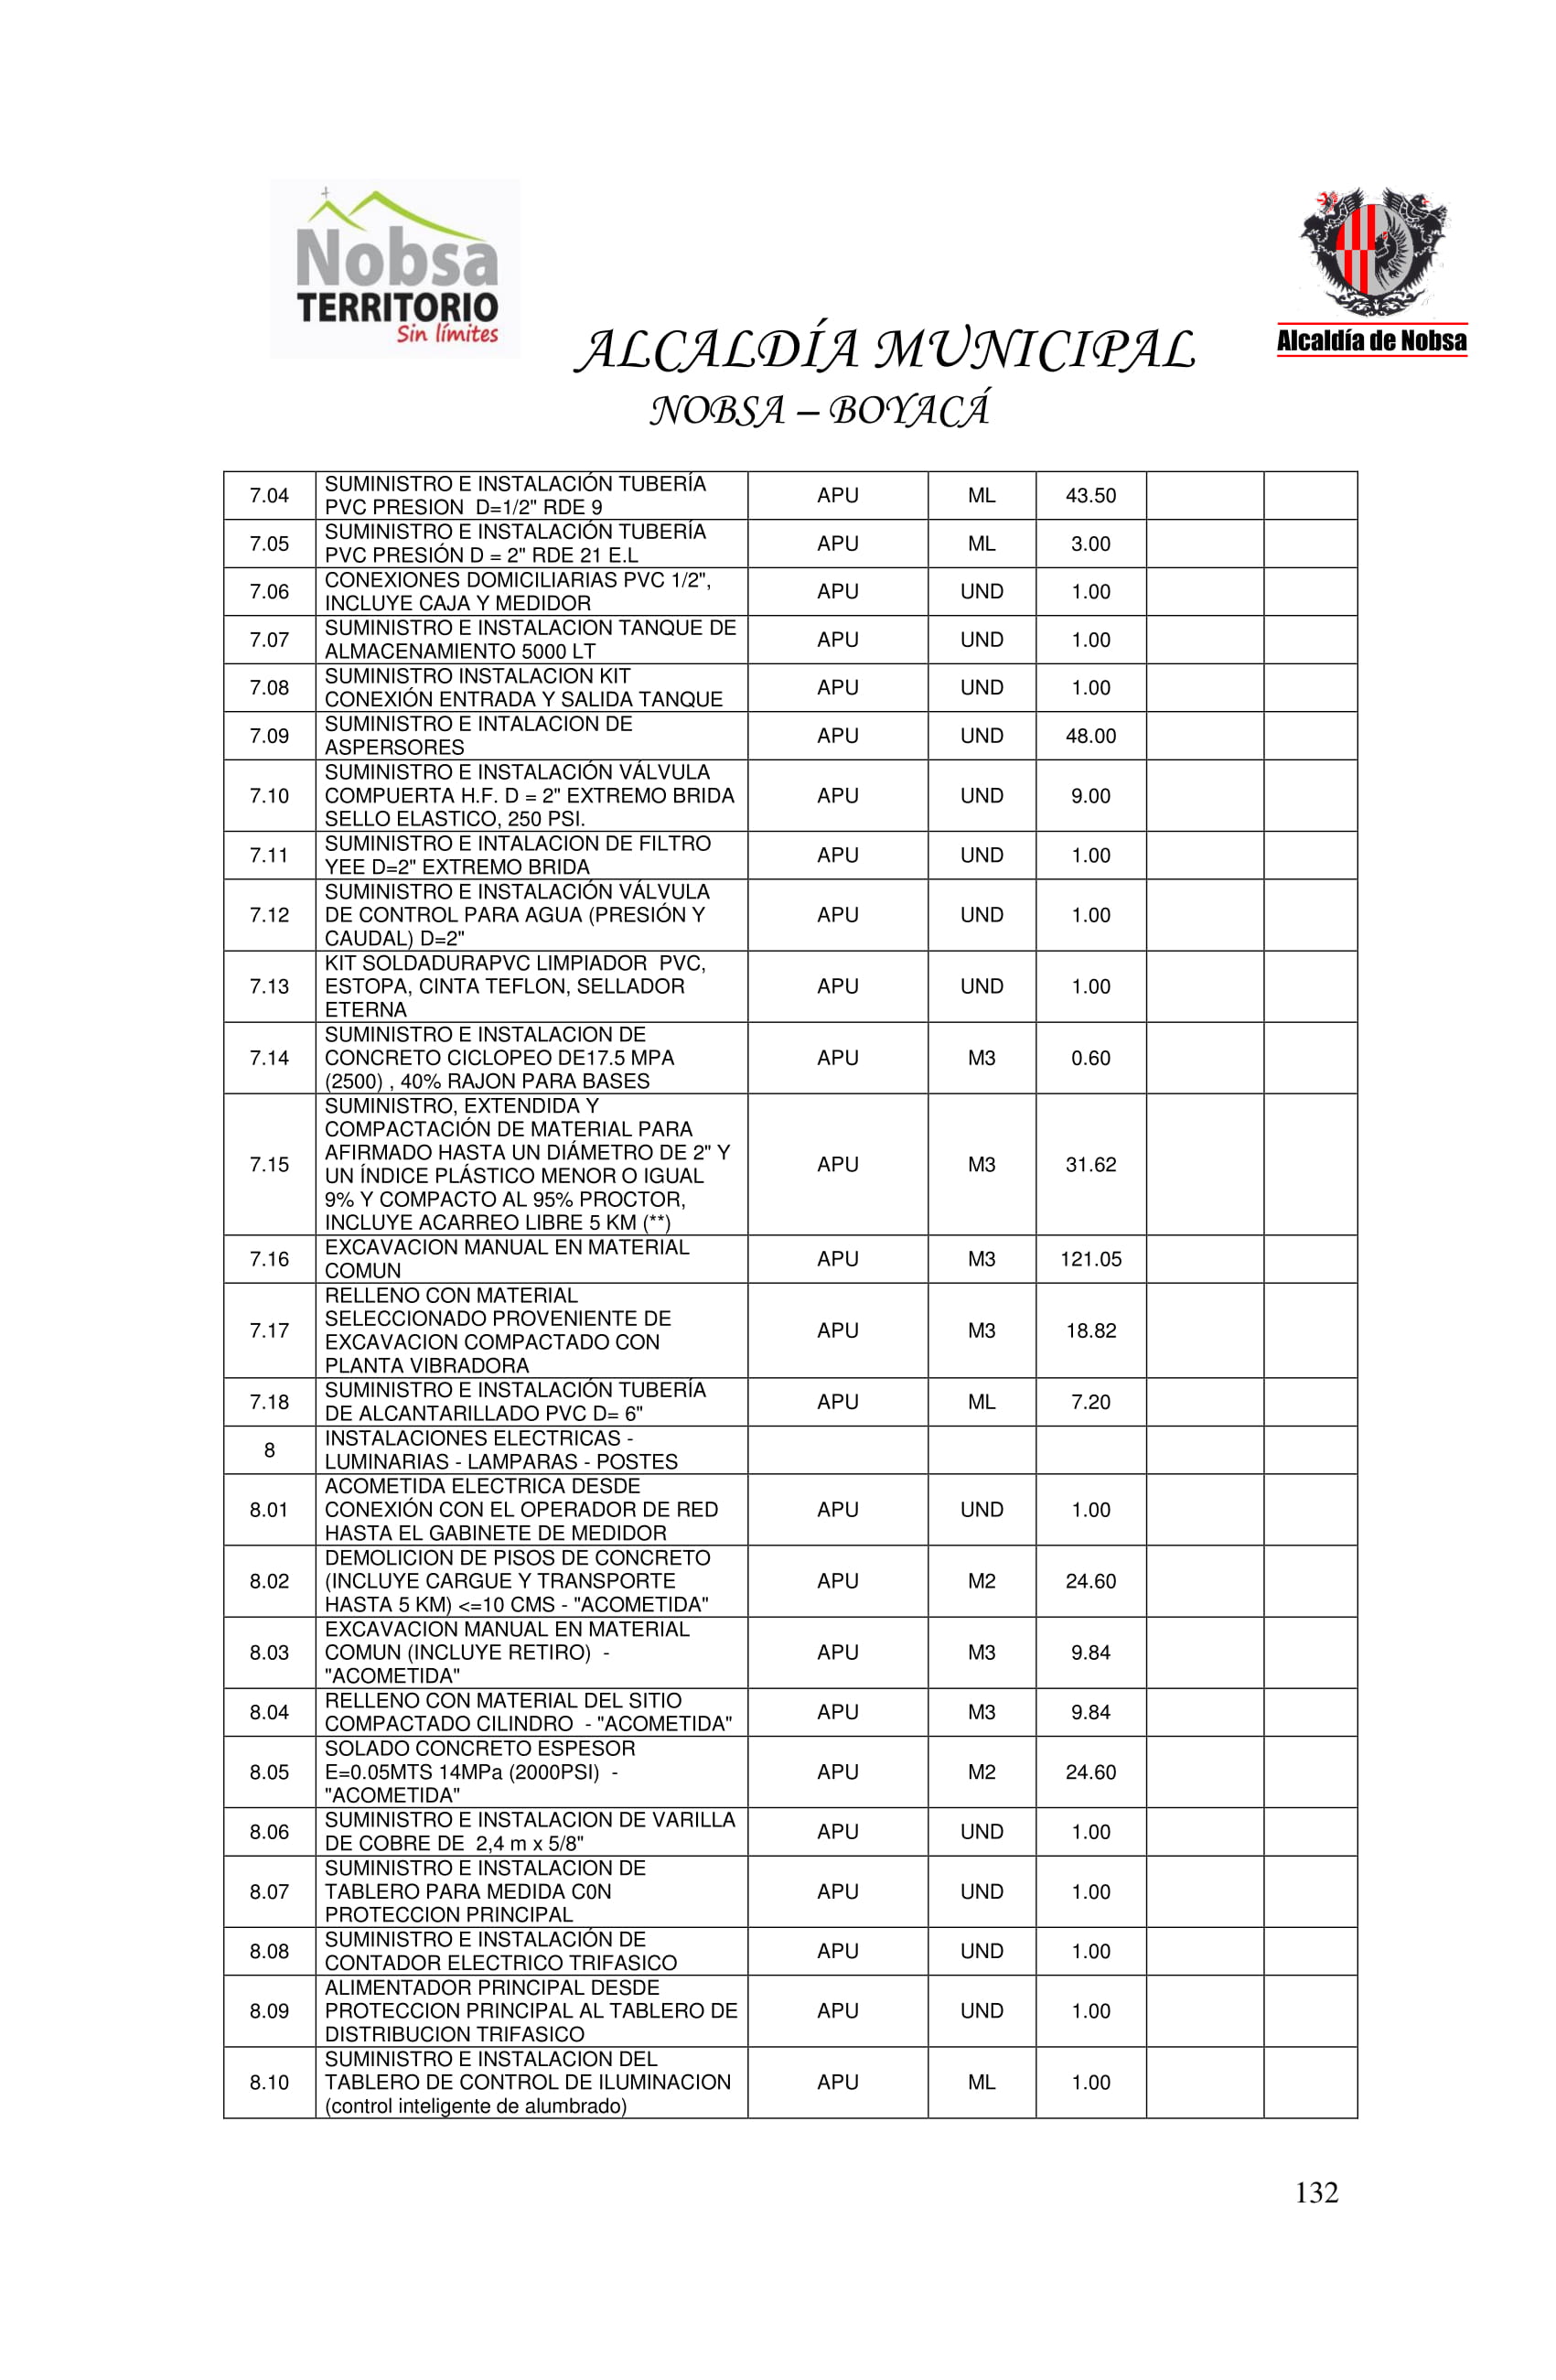 Nobsa
TERRITORIO
Sin límites
Alcaldía de Nobsa
ALCALDÍA MUNICIPAL
NOBSA – BOYACÁ
7.04 SUMINISTRO E INSTALACIÓN TUBERÍA
PVC PRESION  D=1/2" RDE 9 APU ML 43.50
7.05 SUMINISTRO E INSTALACIÓN TUBERÍA
PVC PRESIÓN D = 2" RDE 21 E.L APU ML 3.00
7.06 CONEXIONES DOMICILIARIAS PVC 1/2",
INCLUYE CAJA Y MEDIDOR APU UND 1.00
7.07 SUMINISTRO E INSTALACION TANQUE DE
ALMACENAMIENTO 5000 LT APU UND 1.00
7.08 SUMINISTRO INSTALACION KIT
CONEXIÓN ENTRADA Y SALIDA TANQUE APU UND 1.00
7.09 SUMINISTRO E INTALACION DE
ASPERSORES APU UND 48.00
7.10 SUMINISTRO E INSTALACIÓN VÁLVULA
COMPUERTA H.F. D = 2" EXTREMO BRIDA
SELLO ELASTICO, 250 PSI. APU UND 9.00
7.11 SUMINISTRO E INTALACION DE FILTRO
YEE D=2" EXTREMO BRIDA APU UND 1.00
7.12 SUMINISTRO E INSTALACIÓN VÁLVULA
DE CONTROL PARA AGUA (PRESIÓN Y
CAUDAL) D=2" APU UND 1.00
7.13 KIT SOLDADURAPVC LIMPIADOR  PVC,
ESTOPA, CINTA TEFLON, SELLADOR
ETERNA APU UND 1.00
7.14 SUMINISTRO E INSTALACION DE
CONCRETO CICLOPEO DE17.5 MPA
(2500) , 40% RAJON PARA BASES APU M3 0.60
7.15 SUMINISTRO, EXTENDIDA Y
COMPACTACIÓN DE MATERIAL PARA
AFIRMADO HASTA UN DIÁMETRO DE 2" Y
UN ÍNDICE PLÁSTICO MENOR O IGUAL
9% Y COMPACTO AL 95% PROCTOR,
INCLUYE ACARREO LIBRE 5 KM (**) APU M3 31.62
7.16 EXCAVACION MANUAL EN MATERIAL
COMUN APU M3 121.05
7.17 RELLENO CON MATERIAL
SELECCIONADO PROVENIENTE DE
EXCAVACION COMPACTADO CON
PLANTA VIBRADORA APU M3 18.82
7.18 SUMINISTRO E INSTALACIÓN TUBERÍA
DE ALCANTARILLADO PVC D= 6" APU ML 7.20
8 INSTALACIONES ELECTRICAS -
LUMINARIAS - LAMPARAS - POSTES
8.01 ACOMETIDA ELECTRICA DESDE
CONEXIÓN CON EL OPERADOR DE RED
HASTA EL GABINETE DE MEDIDOR APU UND 1.00
8.02 DEMOLICION DE PISOS DE CONCRETO
(INCLUYE CARGUE Y TRANSPORTE
HASTA 5 KM) <=10 CMS - "ACOMETIDA" APU M2 24.60
8.03 EXCAVACION MANUAL EN MATERIAL
COMUN (INCLUYE RETIRO)  -
"ACOMETIDA" APU M3 9.84
8.04 RELLENO CON MATERIAL DEL SITIO
COMPACTADO CILINDRO  - "ACOMETIDA" APU M3 9.84
8.05 SOLADO CONCRETO ESPESOR
E=0.05MTS 14MPa (2000PSI)  -
"ACOMETIDA" APU M2 24.60
8.06 SUMINISTRO E INSTALACION DE VARILLA
DE COBRE DE  2,4 m x 5/8" APU UND 1.00
8.07 SUMINISTRO E INSTALACION DE
TABLERO PARA MEDIDA C0N
PROTECCION PRINCIPAL APU UND 1.00
8.08 SUMINISTRO E INSTALACIÓN DE
CONTADOR ELECTRICO TRIFASICO APU UND 1.00
8.09 ALIMENTADOR PRINCIPAL DESDE
PROTECCION PRINCIPAL AL TABLERO DE
DISTRIBUCION TRIFASICO APU UND 1.00
8.10 SUMINISTRO E INSTALACION DEL
TABLERO DE CONTROL DE ILUMINACION
(control inteligente de alumbrado) APU ML 1.00
132